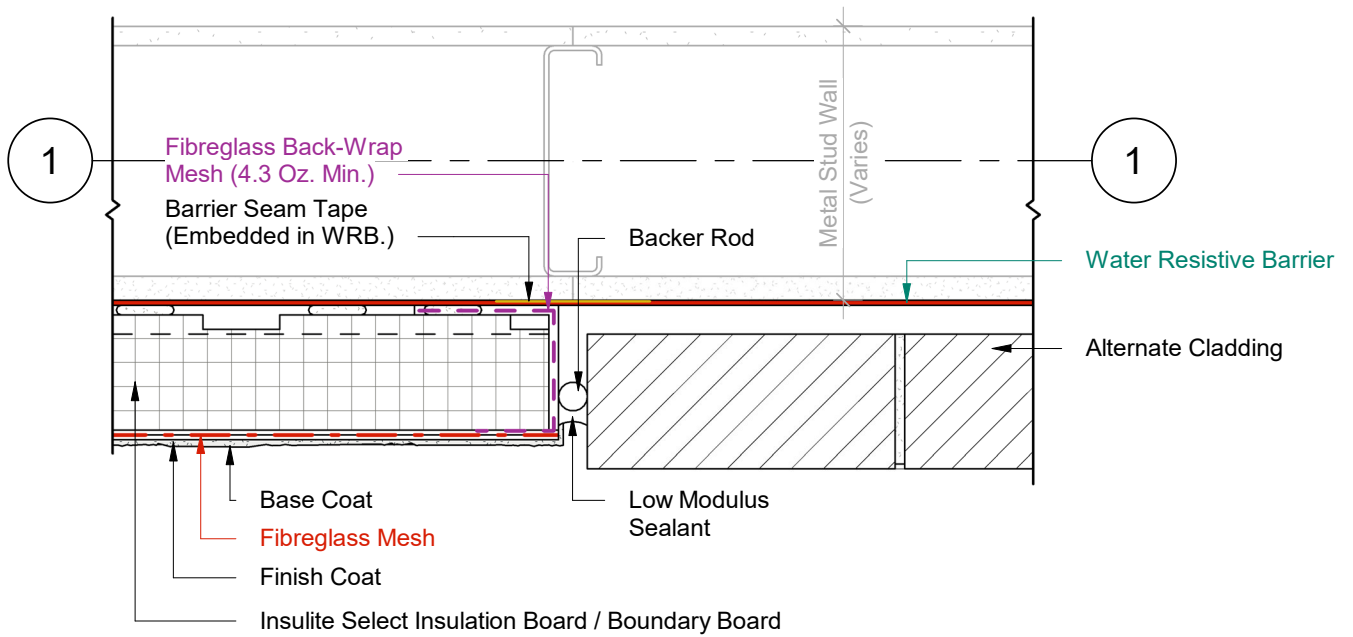 1
Fibreglass Back-Wrap
Mesh (4.3 Oz. Min.)
Barrier Seam Tape
(Embedded in WRB.)
Backer Rod
Metal Stud Wall
(Varies)
1
Water Resistive Barrier
Alternate Cladding
Base Coat
Fibreglass Mesh
Finish Coat
Insulite Select Insulation Board / Boundary Board
Low Modulus
Sealant